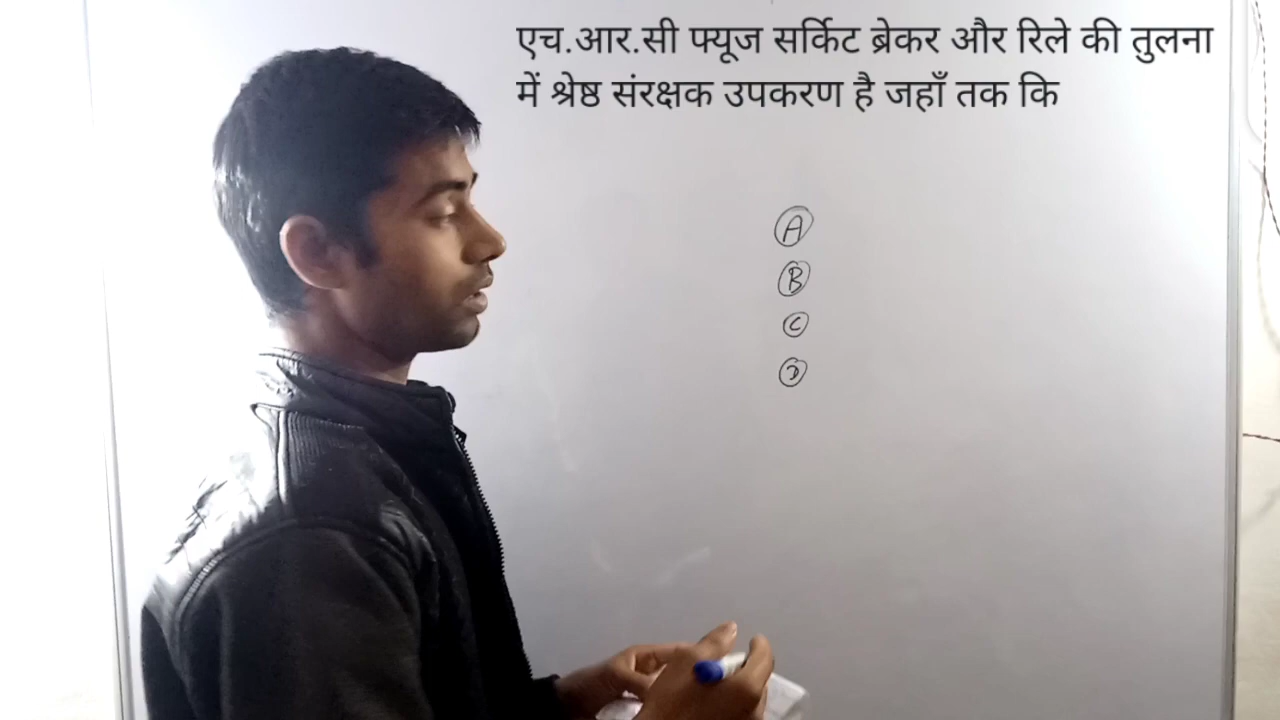 एच.आर.सी फ्यूज सर्किट ब्रेकर और रिले की तुलना
में श्रेष्ठ संरक्षक उपकरण है जहाँ तक कि
A
B
C
D